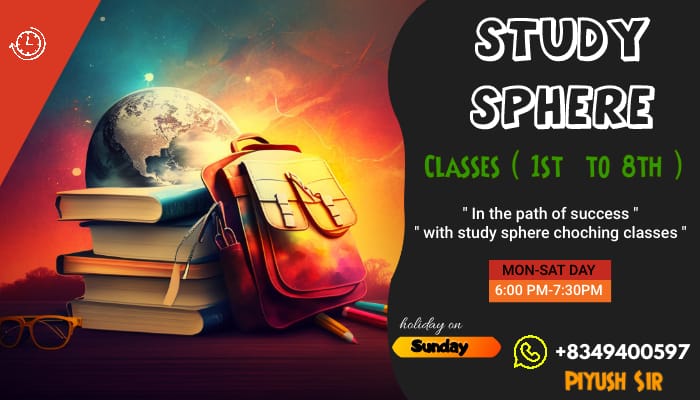 STUDY
SPHERE
CLASSES ( 1ST TO 8TH )
" In the path of success "
" with study sphere choching classes "
MON-SAT DAY
6:00 PM-7:30PM
holiday on
Sunday
+8349400597
PIYUSH SIR